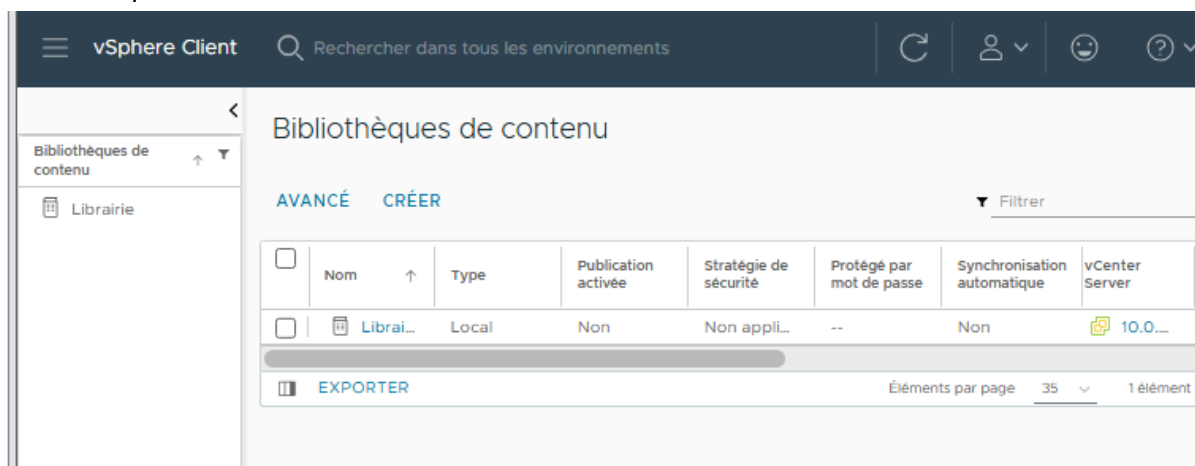 vSphere Client
Rechercher dans tous les environnements
Bibliothèques de
contenu
Librairie
Bibliothèques de contenu
AVANCÉ CRÉER
Filtrer
Nom Type Publication activée Stratégie de sécurité Protégé par mot de passe Synchronisation automatique vCenter Server
Librai... Local Non Non appli... -- Non 10.0....
EXPORTER
Éléments par page 35 1 élément